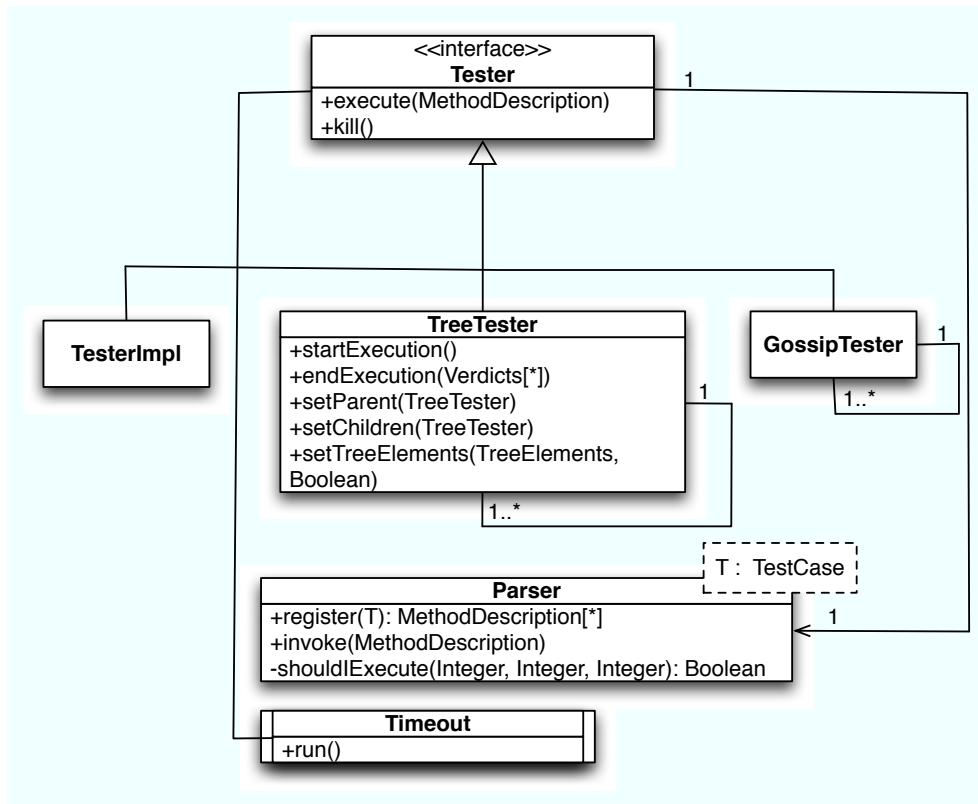 <<interface>>
Tester
+execute(MethodDescription)
+kill()
1
TesterImpl
TreeTester
+startExecution()
+endExecution(Verdicts[*])
+setParent(TreeTester)
+setChildren(TreeTester)
+setTreeElements(TreeElements,
Boolean)
1
1..*
GossipTester
1
1..*
T : TestCase
Parser
+register(T): MethodDescription[*]
+invoke(MethodDescription)
-shouldIExecute(Integer, Integer, Integer): Boolean
1
Timeout
+run()